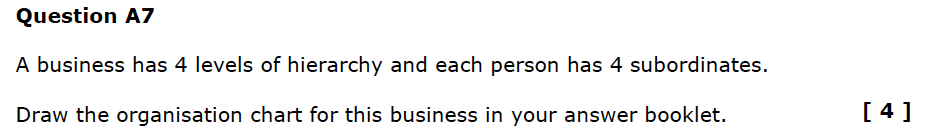 Question A7
A business has 4 levels of hierarchy and each person has 4 subordinates.
Draw the organisation chart for this business in your answer booklet. [ 4 ]